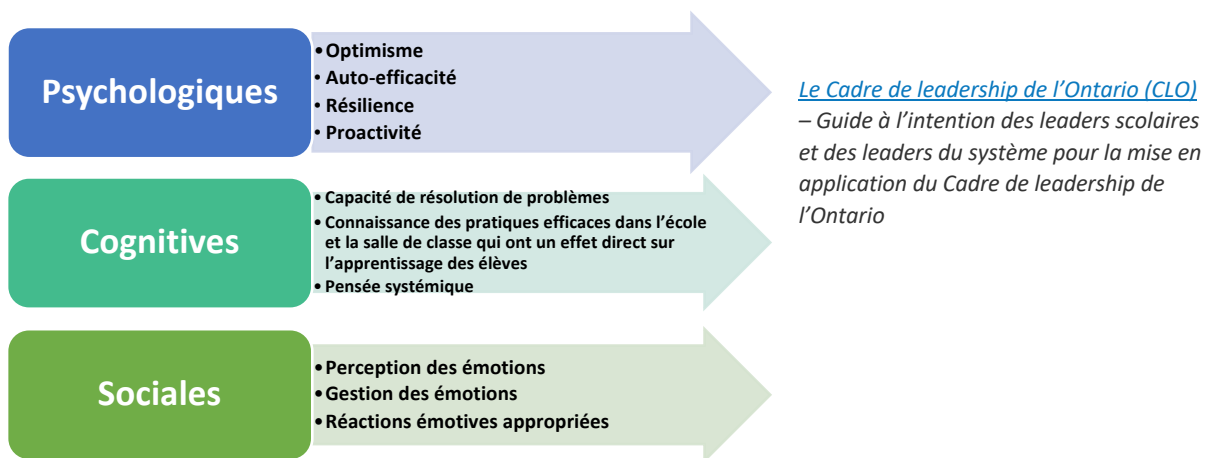 Psychologiques
•Optimisme
•Auto-efficacité
•Résilience
•Proactivité
Cognitives
• Capacité de résolution de problèmes
• Connaissance des pratiques efficaces dans l’école
et la salle de classe qui ont un effet direct sur
l’apprentissage des élèves
• Pensée systémique
Sociales
•Perception des émotions
•Gestion des émotions
•Réactions émotives appropriées
Le Cadre de leadership de l’Ontario (CLO)
– Guide à l’intention des leaders scolaires
et des leaders du système pour la mise en
application du Cadre de leadership de
l’Ontario